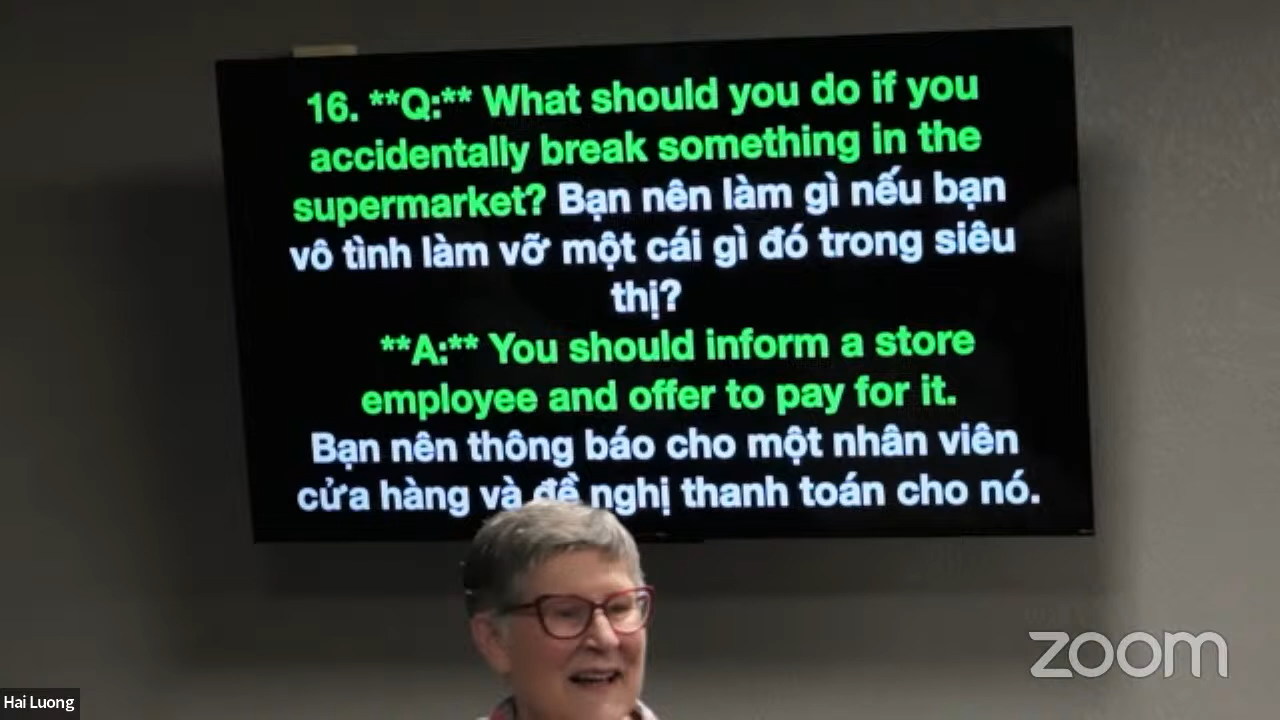 16. **Q:** What should you do if you
accidentally break something in the
supermarket? Bạn nên làm gì nếu bạn
vô tình làm vỡ một cái gì đó trong siêu
thị?
**A:** You should inform a store
employee and offer to pay for it.
Bạn nên thông báo cho một nhân viên
cửa hàng và đề nghị thanh toán cho nó.
zoom
Hai Luong